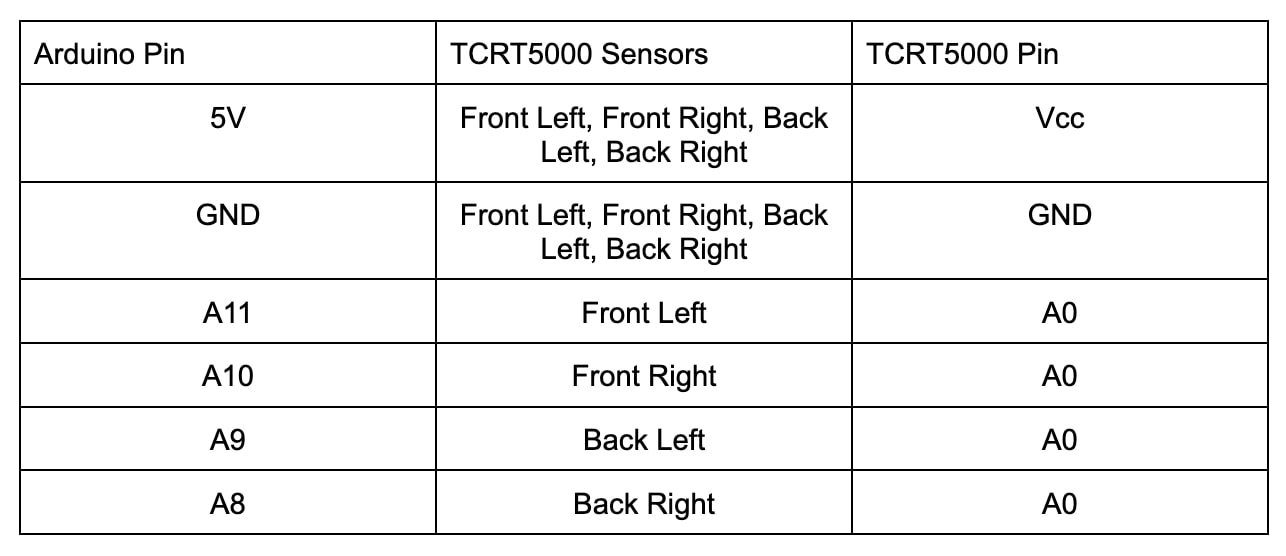 Arduino Pin TCRT5000 Sensors TCRT5000 Pin
5V Front Left, Front Right, Back Vcc
Left, Back Right
GND Front Left, Front Right, Back GND
Left, Back Right
A11 Front Left A0
A10 Front Right A0
A9 Back Left A0
A8 Back Right A0